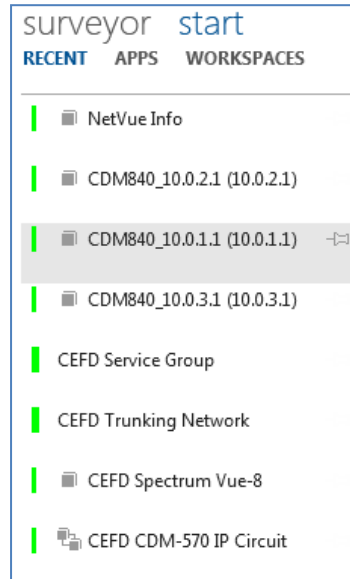 surveyor start
RECENT APPS WORKSPACES
NetVue Info
CDM840_10.0.2.1 (10.0.2.1)
CDM840_10.0.1.1 (10.0.1.1)
CDM840_10.0.3.1 (10.0.3.1)
CEFD Service Group
CEFD Trunking Network
CEFD Spectrum Vue-8
CEFD CDM-570 IP Circuit